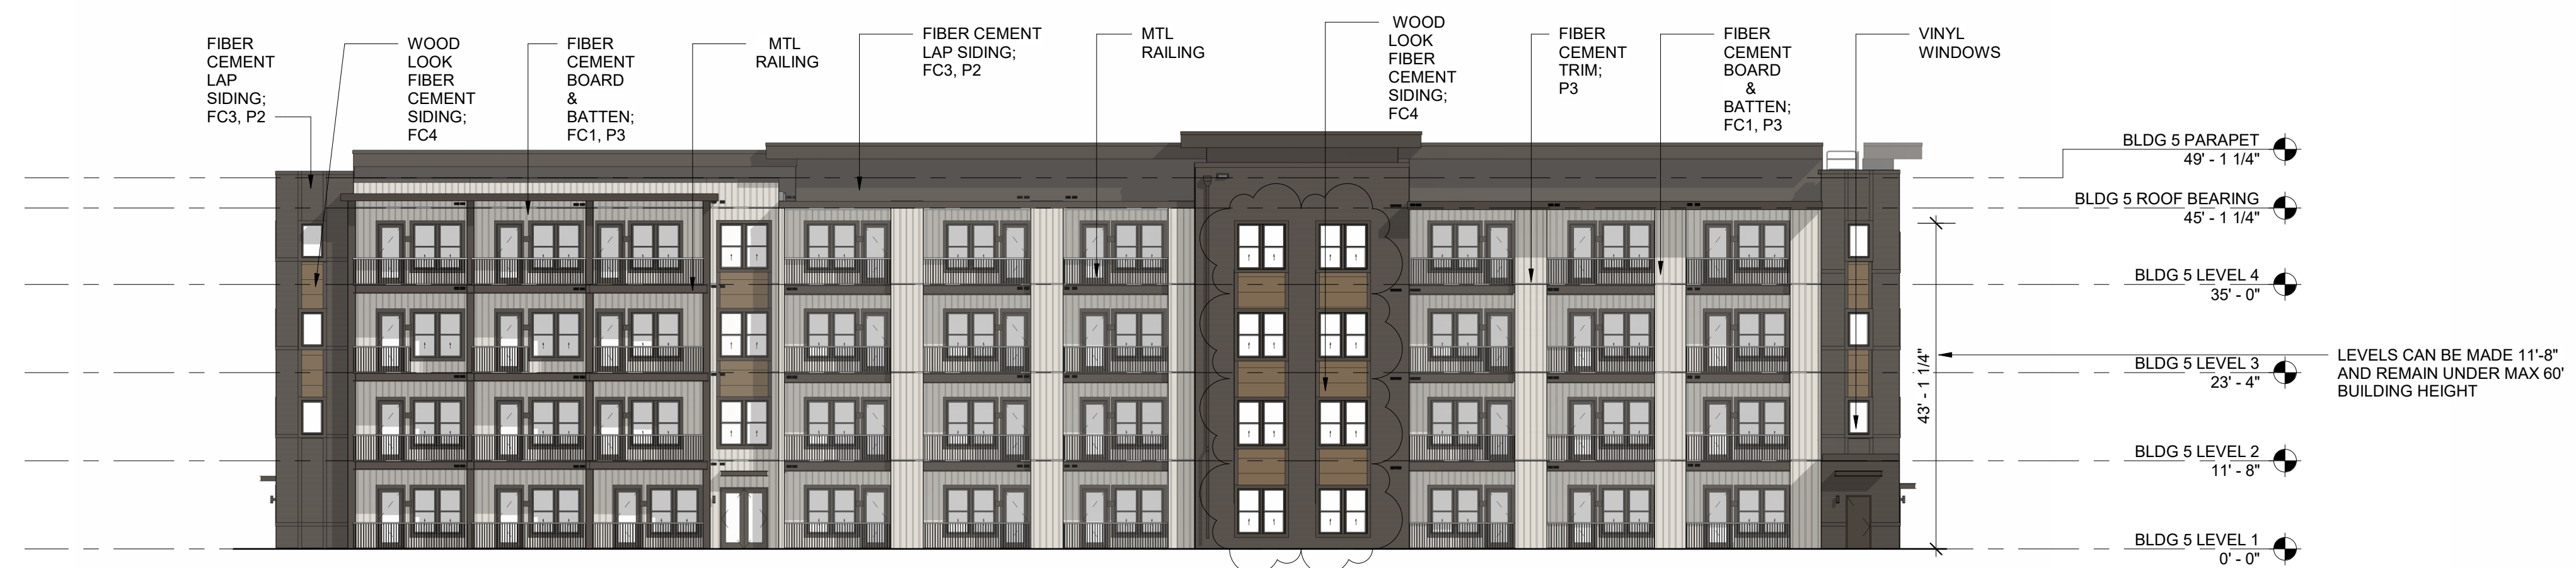 FIBER
CEMENT
LAP
SIDING;
FC3, P2
WOOD
LOOK
FIBER
CEMENT
SIDING;
FC4
FIBER
CEMENT
BOARD
&
BATTEN;
FC1, P3
MTL
RAILING
FIBER CEMENT
LAP SIDING;
FC3, P2
MTL
RAILING
WOOD
LOOK
FIBER
CEMENT
SIDING;
FC4
FIBER
CEMENT
TRIM;
P3
FIBER
CEMENT
BOARD
&
BATTEN;
FC1, P3
VINYL
WINDOWS
BLDG 5 PARAPET
49' - 1 1/4"
BLDG 5 ROOF BEARING
45' - 1 1/4"
BLDG 5 LEVEL 4
35' - 0"
BLDG 5 LEVEL 3
23' - 4"
BLDG 5 LEVEL 2
11' - 8"
BLDG 5 LEVEL 1
0' - 0"
43' - 1 1/4"
LEVELS CAN BE MADE 11'-8"
AND REMAIN UNDER MAX 60'
BUILDING HEIGHT